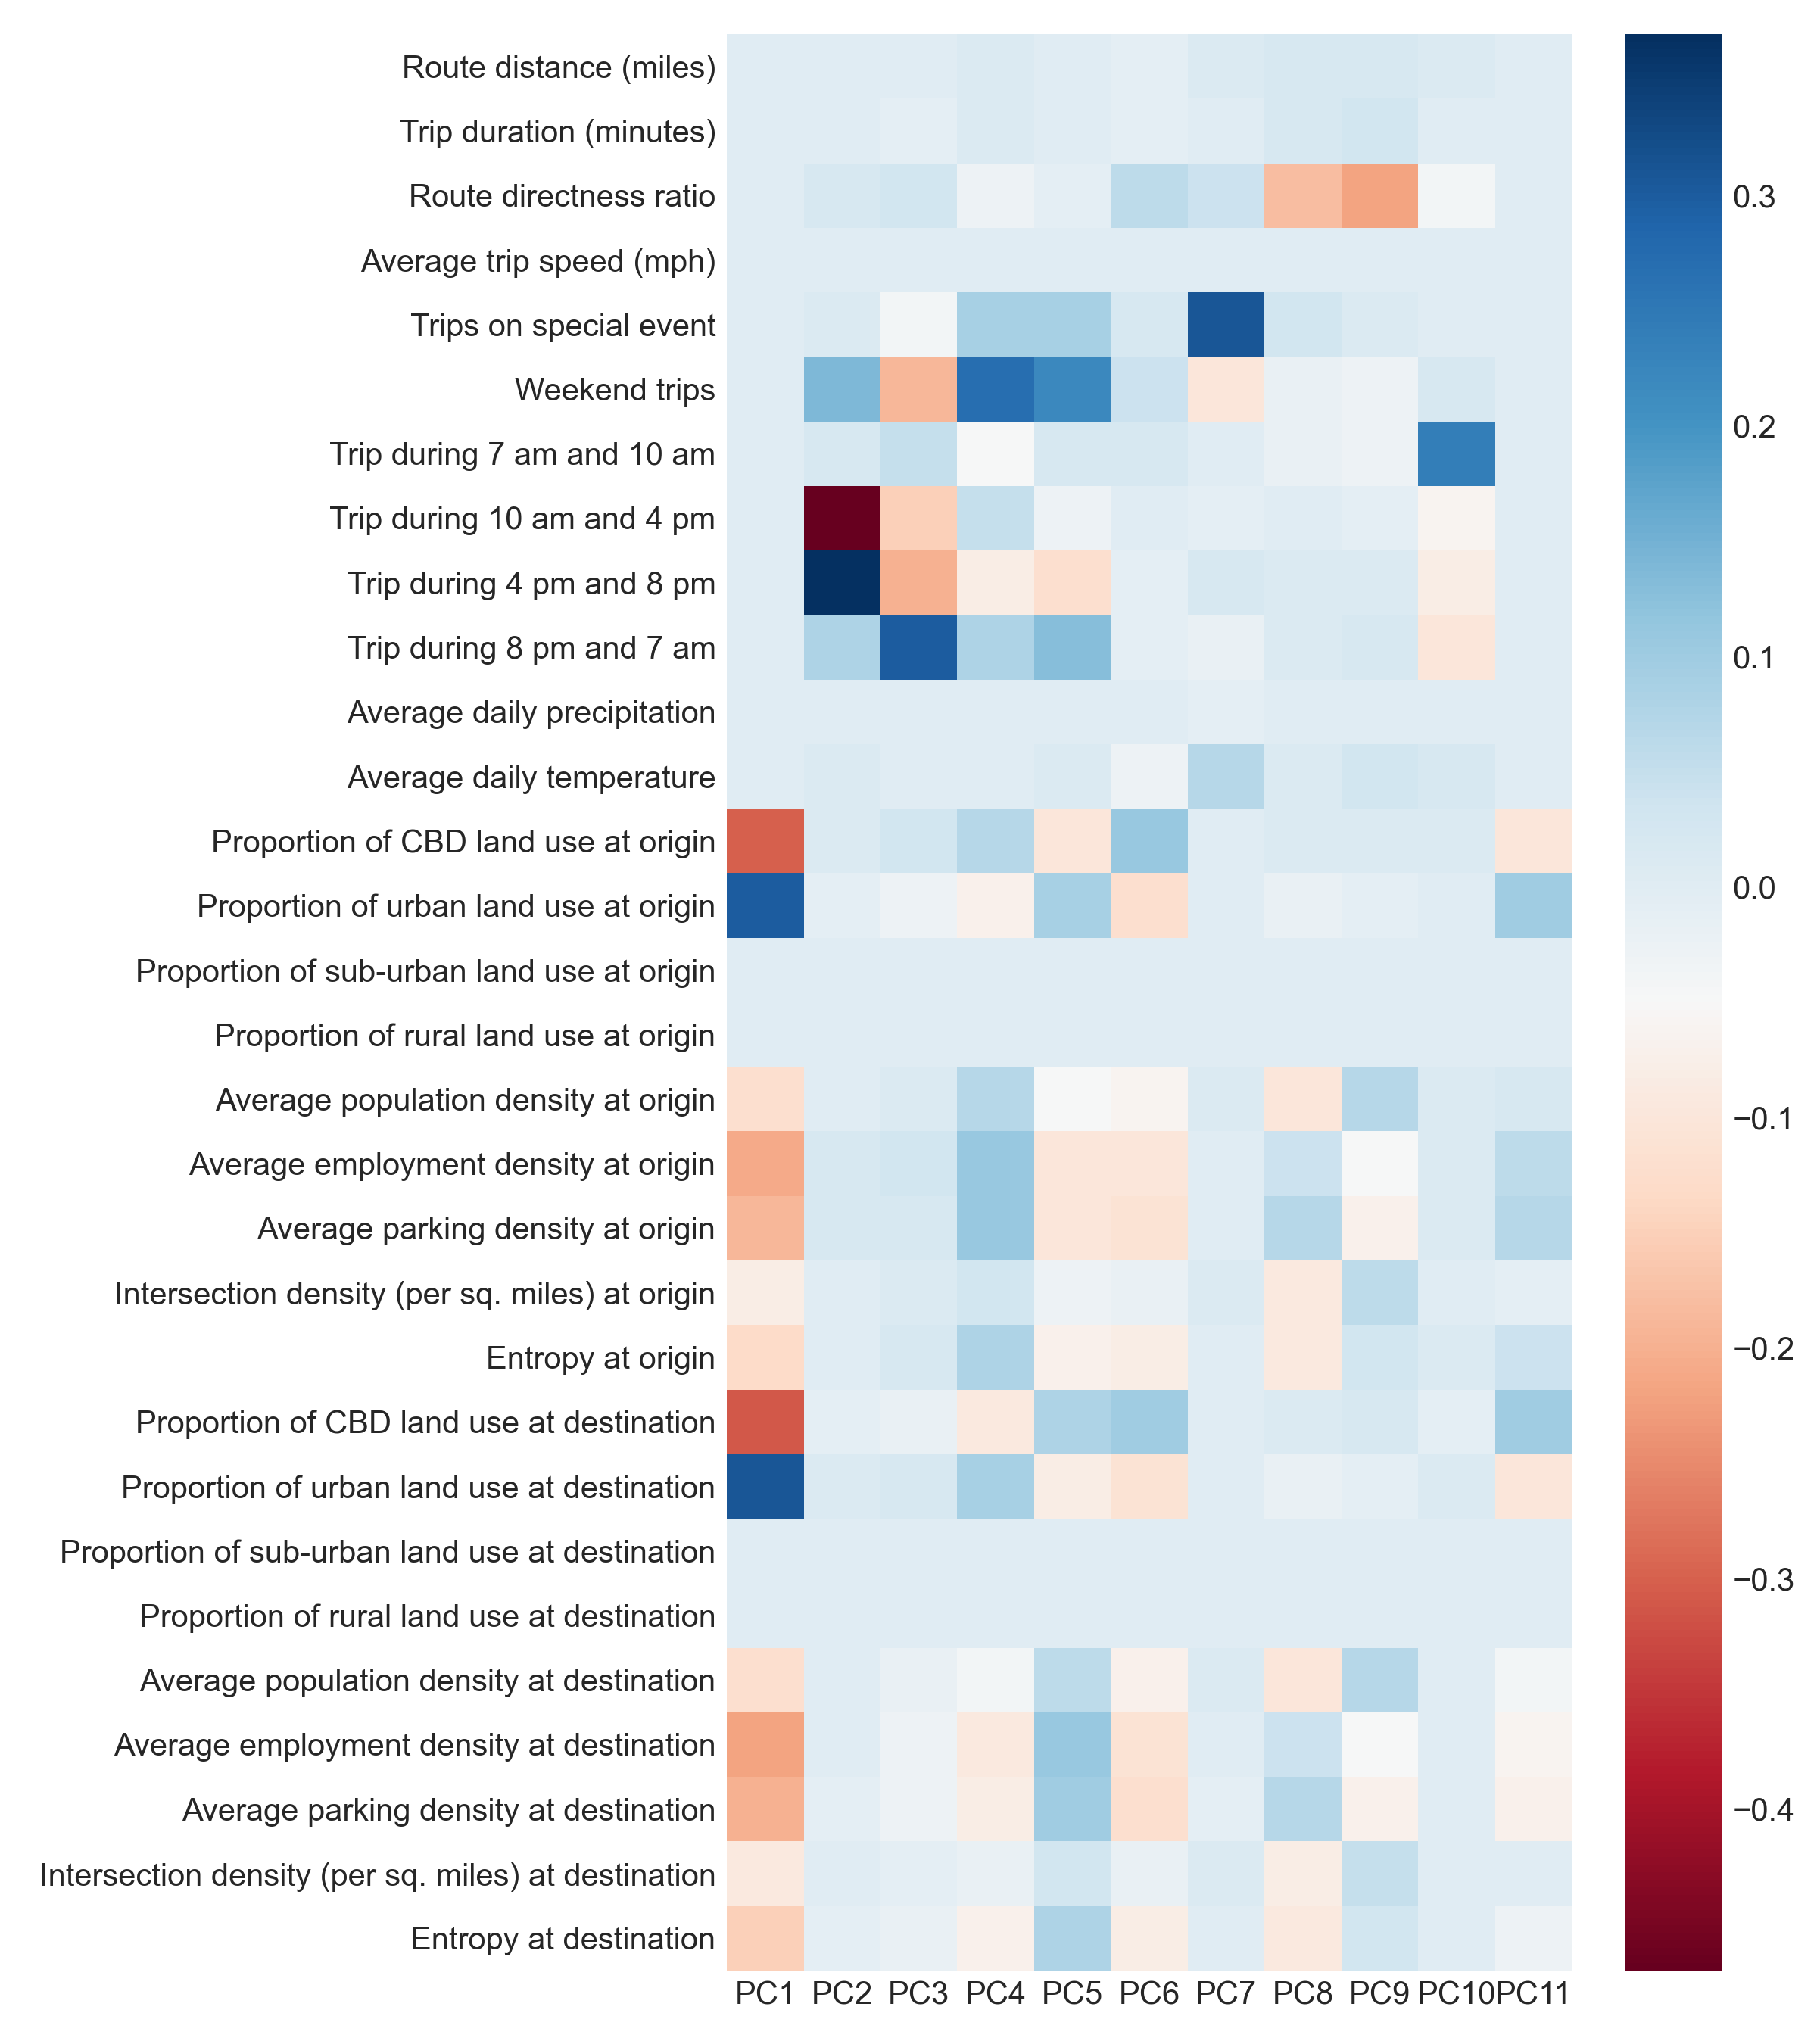 Route distance (miles)
Trip duration (minutes)
Route directness ratio
Average trip speed (mph)
Trips on special event
Weekend trips
Trip during 7 am and 10 am
Trip during 10 am and 4 pm
Trip during 4 pm and 8 pm
Trip during 8 pm and 7 am
Average daily precipitation
Average daily temperature
Proportion of CBD land use at origin
Proportion of urban land use at origin
Proportion of sub-urban land use at origin
Proportion of rural land use at origin
Average population density at origin
Average employment density at origin
Average parking density at origin
Intersection density (per sq. miles) at origin
Entropy at origin
Proportion of CBD land use at destination
Proportion of urban land use at destination
Proportion of sub-urban land use at destination
Proportion of rural land use at destination
Average population density at destination
Average employment density at destination
Average parking density at destination
Intersection density (per sq. miles) at destination
Entropy at destination
PC1 PC2 PC3 PC4 PC5 PC6 PC7 PC8 PC9 PC10 PC11
0.3
0.2
0.1
0.0
−0.1
−0.2
−0.3
−0.4